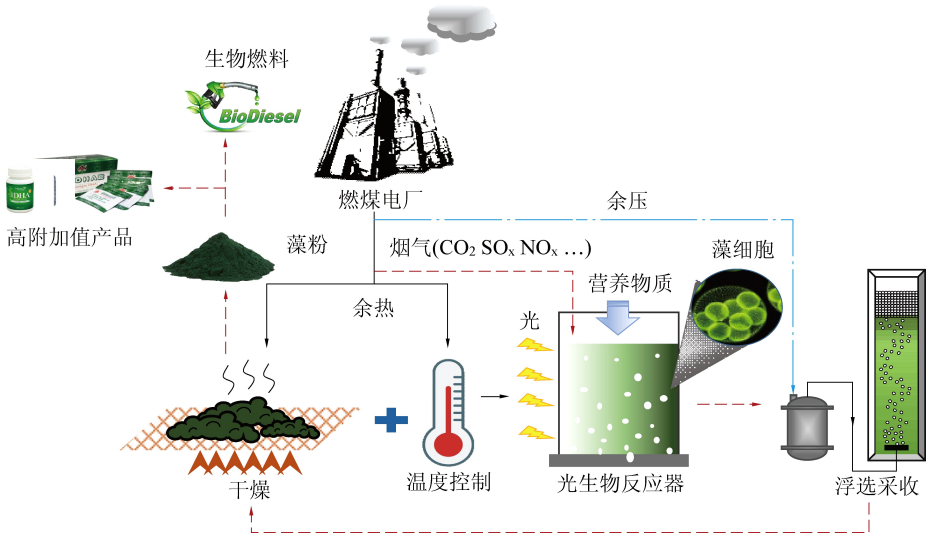 生物燃料
BioDiesel
DHA
DHAB
高附加值产品
藻粉
燃煤电厂
余压
烟气(CO₂ SOₓ NOₓ …)
藻细胞
营养物质
余热
光
干燥
温度控制
光生物反应器
浮选采收